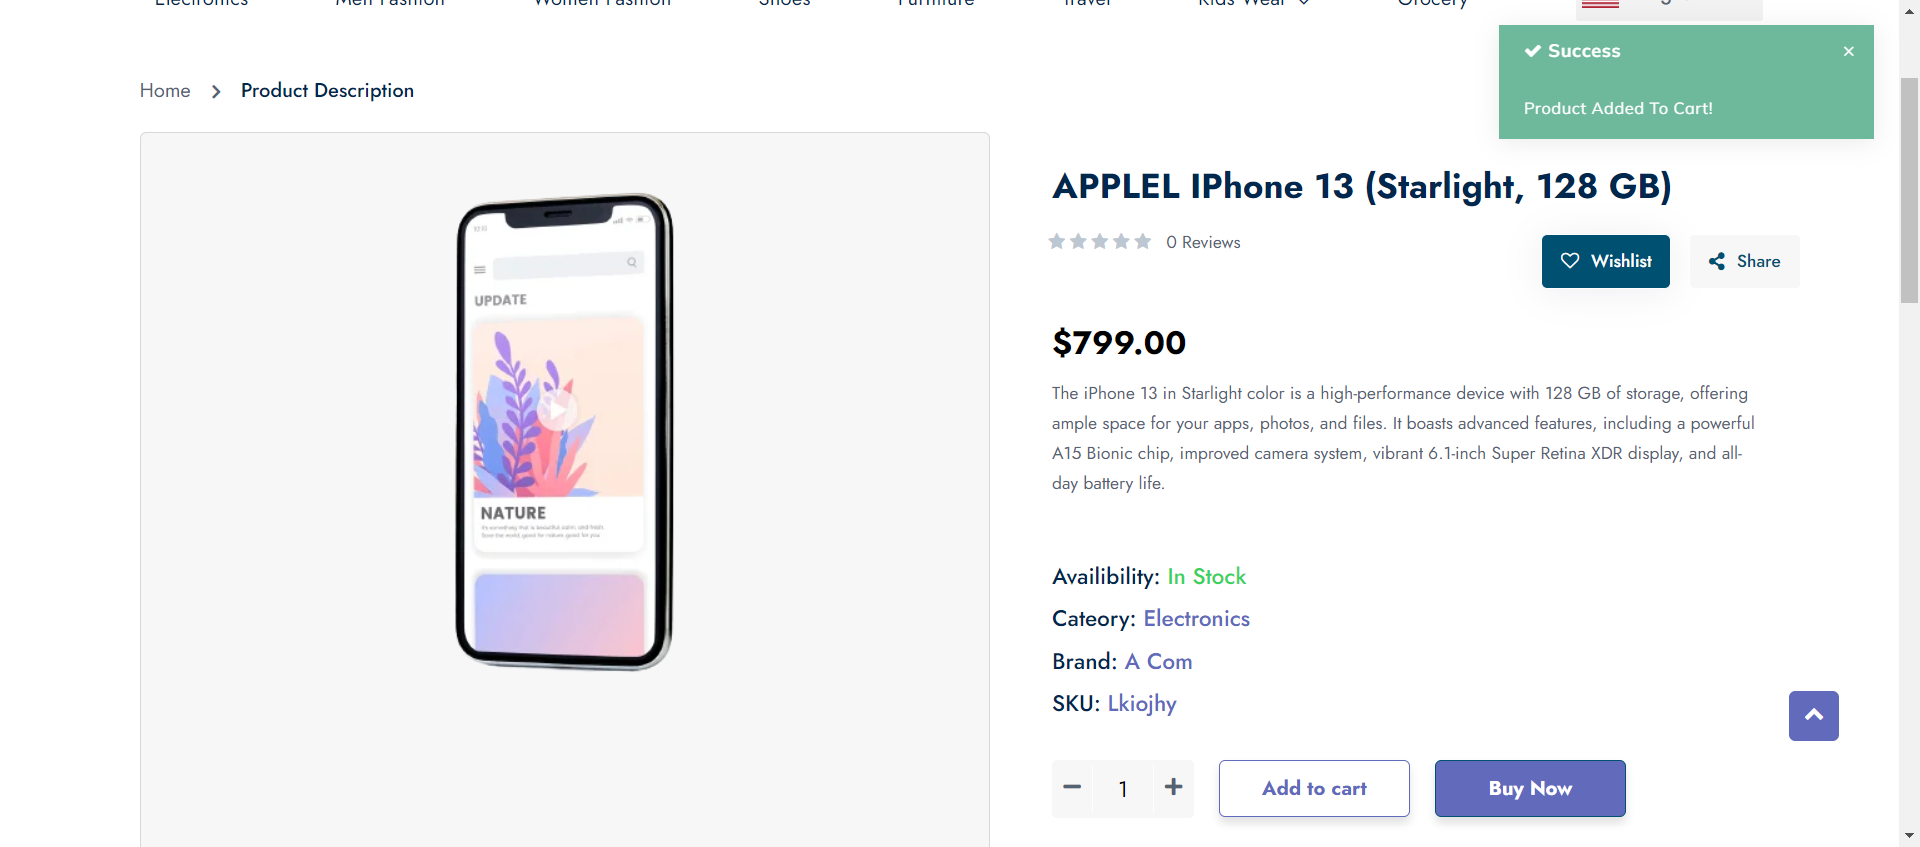 Electronics Men Fashion Women Fashion Shoes Furniture Travel Kids Wear Grocery
Success
Product Added To Cart!
Home Product Description
APPLEL IPhone 13 (Starlight, 128 GB)
0 Reviews
Wishlist
Share
$799.00
The iPhone 13 in Starlight color is a high-performance device with 128 GB of storage, offering
ample space for your apps, photos, and files. It boasts advanced features, including a powerful
A15 Bionic chip, improved camera system, vibrant 6.1-inch Super Retina XDR display, and all-
day battery life.
Availibility: In Stock
Cateory: Electronics
Brand: A Com
SKU: Lkiojhy
1
Add to cart
Buy Now
UPDATE
NATURE